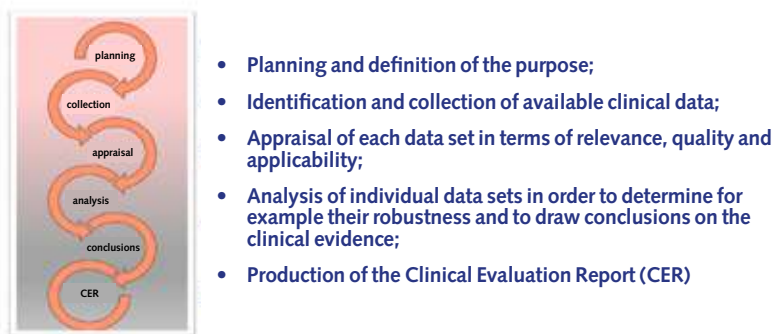 planning
collection
appraisal
analysis
conclusions
CER
• Planning and definition of the purpose;
• Identification and collection of available clinical data;
• Appraisal of each data set in terms of relevance, quality and
applicability;
• Analysis of individual data sets in order to determine for
example their robustness and to draw conclusions on the
clinical evidence;
• Production of the Clinical Evaluation Report (CER)